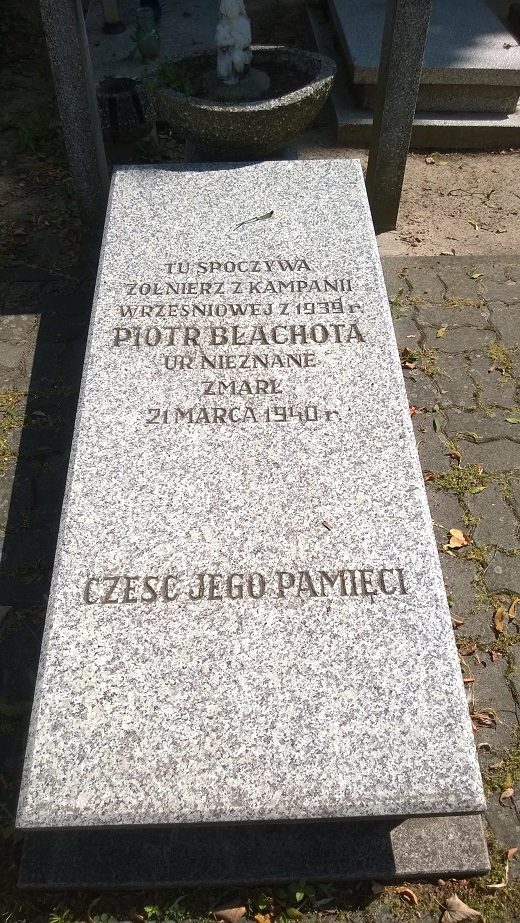 TU SPOCZYWA
ŻOŁNIERZ Z KAMPANII
WRZEŚNIOWEJ Z 1939 r.
PIOTR BŁACHOTA
UR NIEZNANE
ZMARŁ
21 MARCA 1940 r.
CZEŚĆ JEGO PAMIĘCI